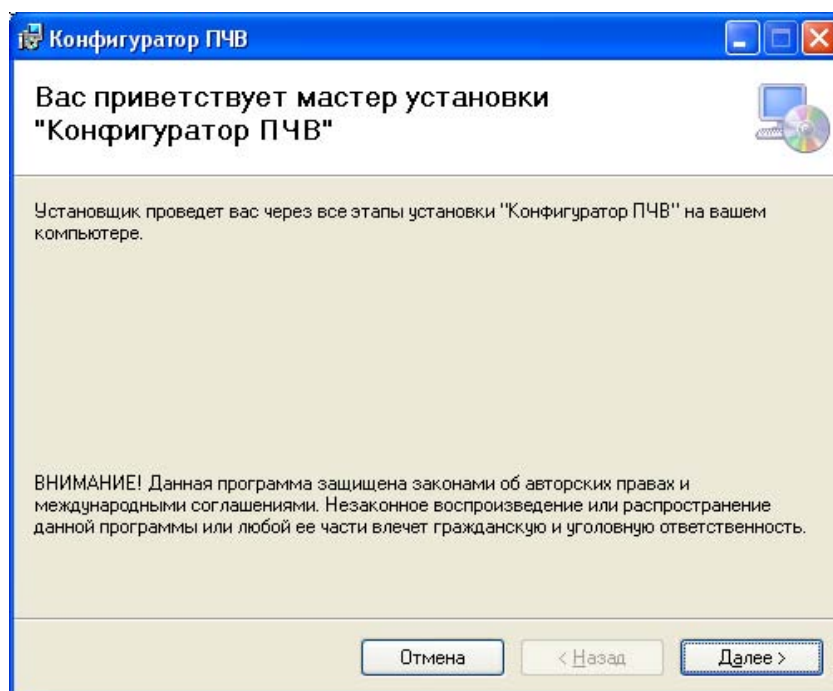 Конфигуратор ПЧВ
Вас приветствует мастер установки
"Конфигуратор ПЧВ"
Установщик проведет вас через все этапы установки "Конфигуратор ПЧВ" на вашем
компьютере.
ВНИМАНИЕ! Данная программа защищена законами об авторских правах и
международными соглашениями. Незаконное воспроизведение или распространение
данной программы или любой ее части влечет гражданскую и уголовную ответственность.
Отмена
< Назад
Далее >